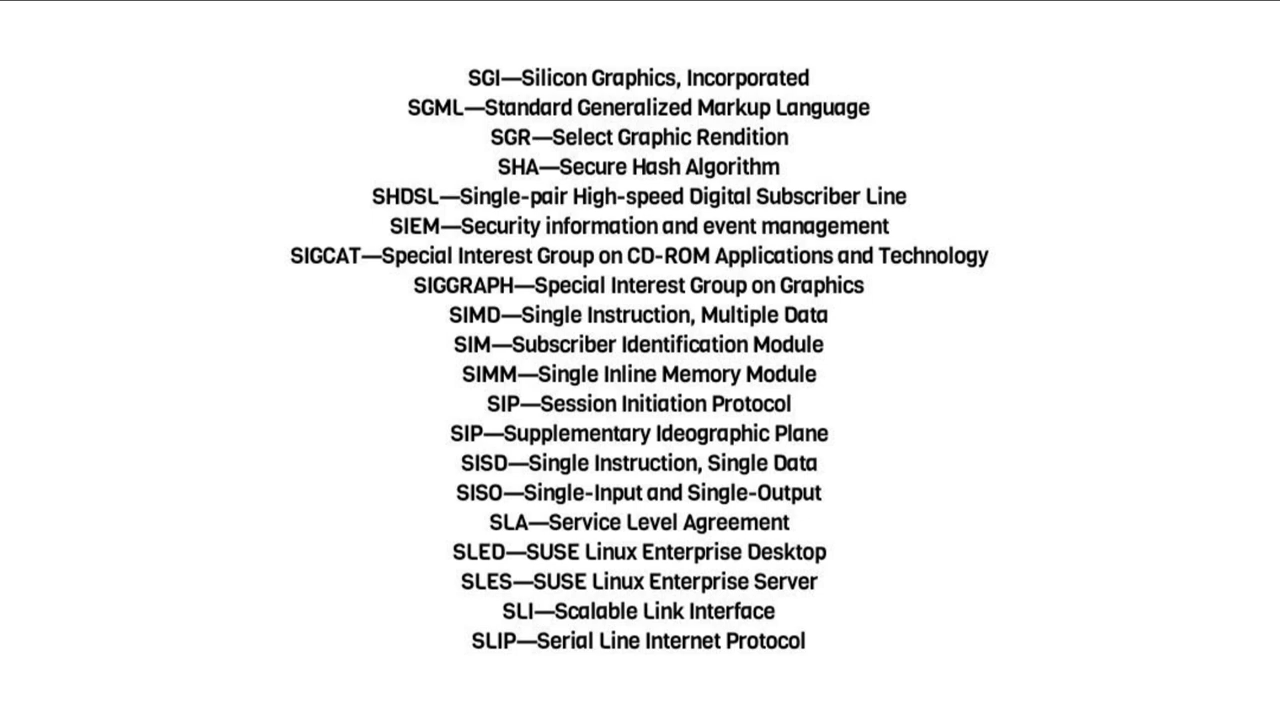 SGI—Silicon Graphics, Incorporated
SGML—Standard Generalized Markup Language
SGR—Select Graphic Rendition
SHA—Secure Hash Algorithm
SHDSL—Single-pair High-speed Digital Subscriber Line
SIEM—Security information and event management
SIGCAT—Special Interest Group on CD-ROM Applications and Technology
SIGGRAPH—Special Interest Group on Graphics
SIMD—Single Instruction, Multiple Data
SIM—Subscriber Identification Module
SIMM—Single Inline Memory Module
SIP—Session Initiation Protocol
SIP—Supplementary Ideographic Plane
SISD—Single Instruction, Single Data
SISO—Single-Input and Single-Output
SLA—Service Level Agreement
SLED—SUSE Linux Enterprise Desktop
SLES—SUSE Linux Enterprise Server
SLI—Scalable Link Interface
SLIP—Serial Line Internet Protocol